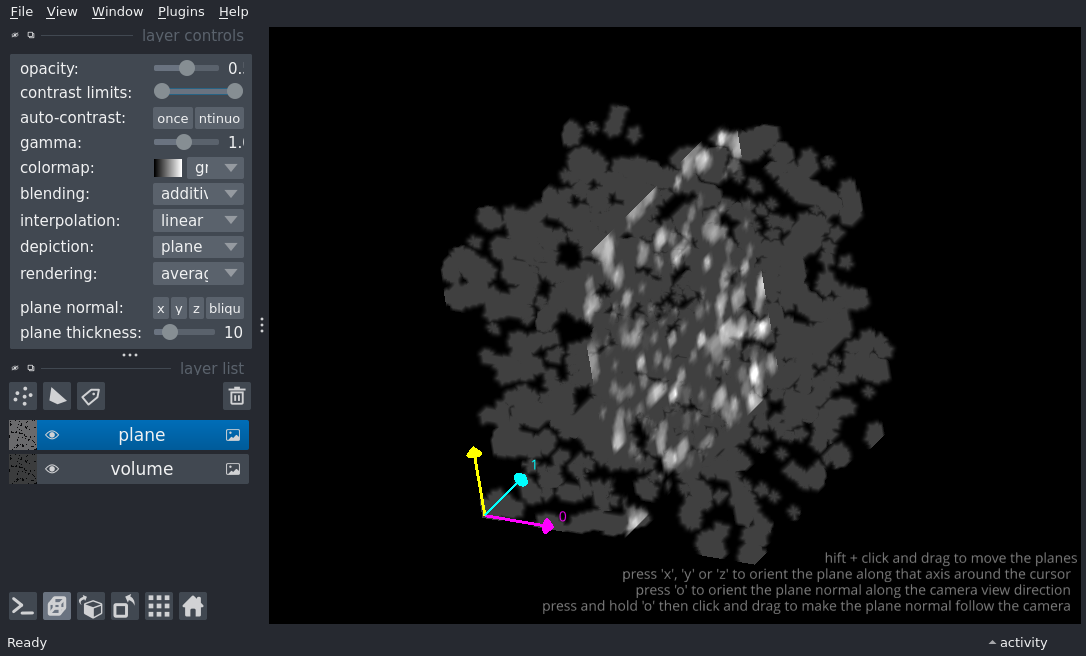 File View Window Plugins Help
layer controls
opacity: 0.
contrast limits:
auto-contrast: once ntinuo
gamma: 1.
colormap: gr
blending: additiv
interpolation: linear
depiction: plane
rendering: averag
plane normal: x y z bliqu
plane thickness: 10
layer list
plane
volume
1
0
hift + click and drag to move the planes
press 'x', 'y' or 'z' to orient the plane along that axis around the cursor
press 'o' to orient the plane normal along the camera view direction
press and hold 'o' then click and drag to make the plane normal follow the camera
Ready
activity